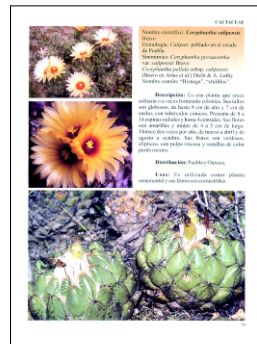 CACTACEAE
Nombre científico: Coryphantha calipensis
Bravo
Etimología: Calipan: poblado en el estado
de Puebla.
Sinonimia: Coryphantha pycnacantha
var. calipensis Bravo
Coryphantha pallida subsp. calipensis
(Bravo ex Arias et al.) Dicht & A. Luthy
Nombre común: "Biznaga",
Descripción: Es una planta que crece
solitaria o a veces formando colonias. Sus tallos
son globosos, de hasta 9 cm de alto y 7 cm de
ancho, con tubérculos cónicos. Presenta de 8 a
16 espinas radiales y hasta 4 centrales. Sus flores
son amarillas y miden de 4 a 5 cm de largo.
Florece dos veces por año, de marzo a abril y de
agosto a octubre. Sus frutos son verdosos,
elípticos, con pulpa viscosa y semillas de color
pardo oscuro.
Distribución: Puebla y Oaxaca.
Usos: Es utilizada como planta
ornamental y sus frutos son comestibles.